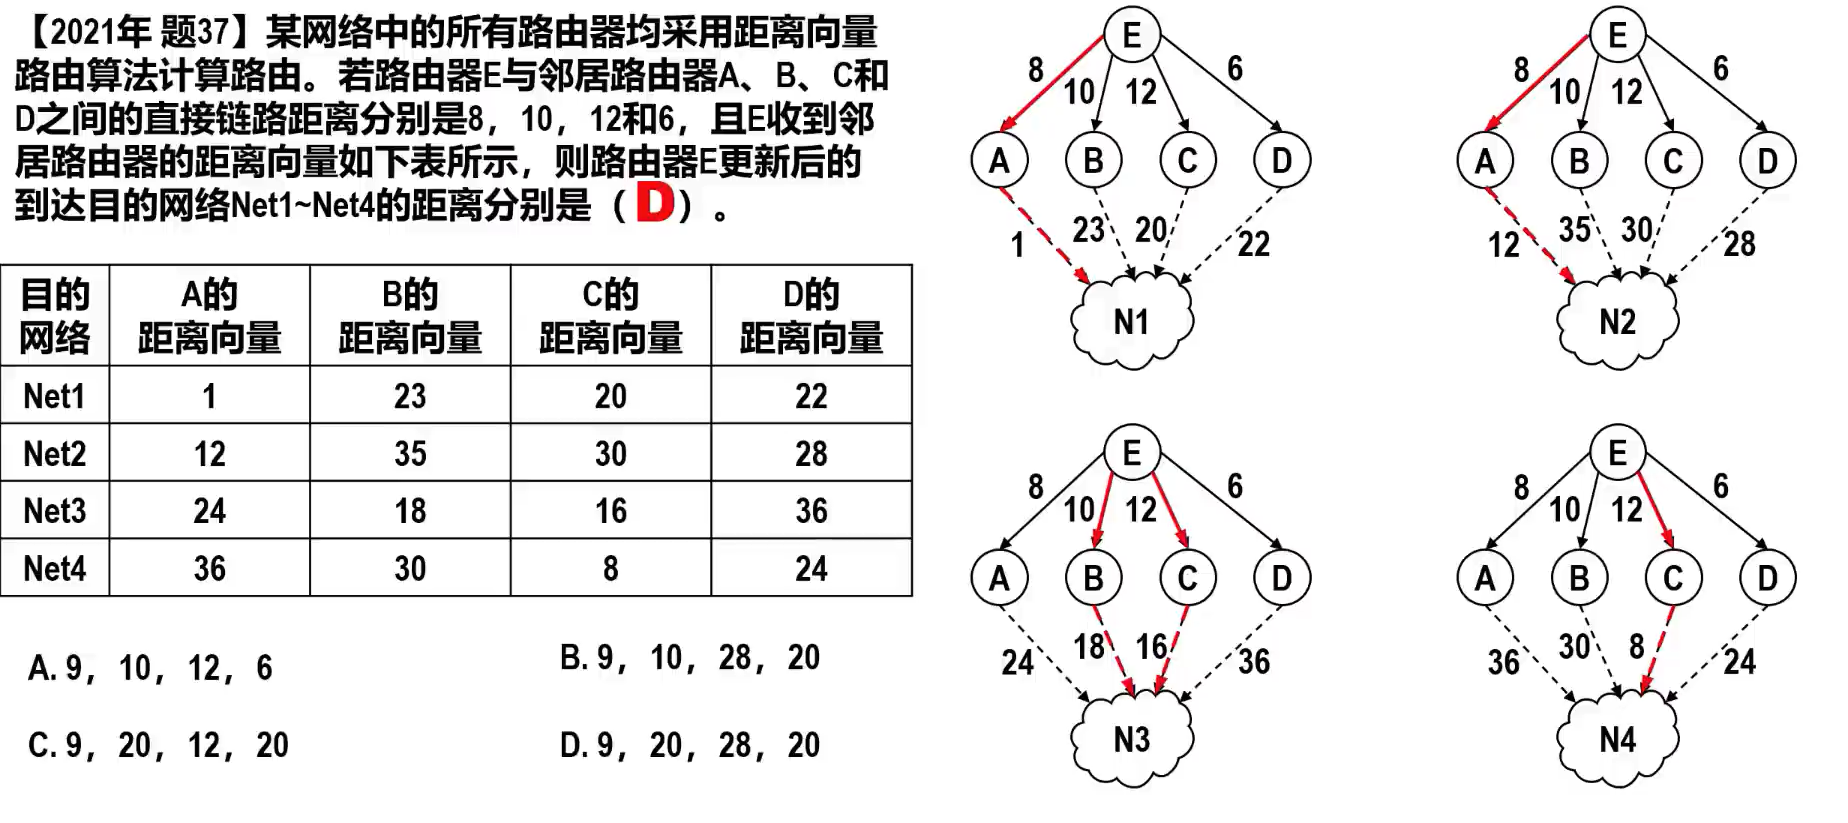 【2021年 题37】某网络中的所有路由器均采用距离向量
路由算法计算路由。若路由器E与邻居路由器A、B、C和
D之间的直接链路距离分别是8，10，12和6，且E收到邻
居路由器的距离向量如下表所示，则路由器E更新后的
到达目的网络Net1~Net4的距离分别是（D）。
目的网络 A的距离向量 B的距离向量 C的距离向量 D的距离向量
Net1 1 23 20 22
Net2 12 35 30 28
Net3 24 18 16 36
Net4 36 30 8 24
A. 9，10，12，6
B. 9，10，28，20
C. 9，20，12，20
D. 9，20，28，20
E
8 10 12 6
A B C D
1 23 20 22
N1
E
8 10 12 6
A B C D
12 35 30 28
N2
E
8 10 12 6
A B C D
24 18 16 36
N3
E
8 10 12 6
A B C D
36 30 8 24
N4